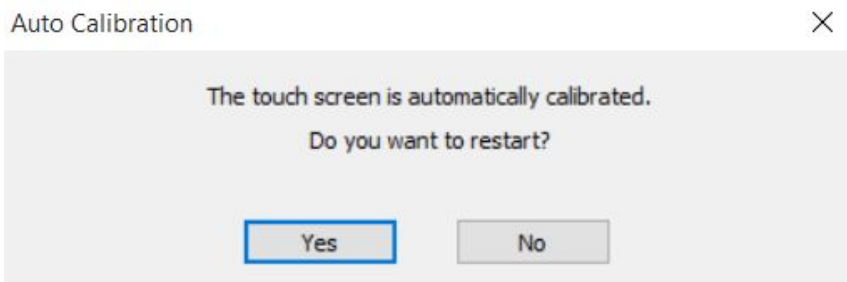 Auto Calibration
The touch screen is automatically calibrated.
Do you want to restart?
Yes
No